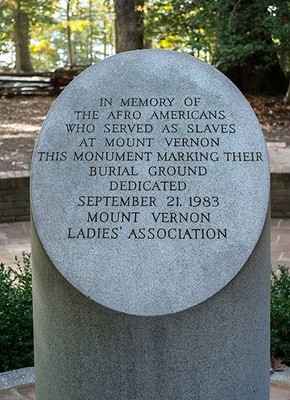 IN MEMORY OF
THE AFRO AMERICANS
WHO SERVED AS SLAVES
AT MOUNT VERNON
THIS MONUMENT MARKING THEIR
BURIAL GROUND
DEDICATED
SEPTEMBER 21, 1983
MOUNT VERNON
LADIES' ASSOCIATION